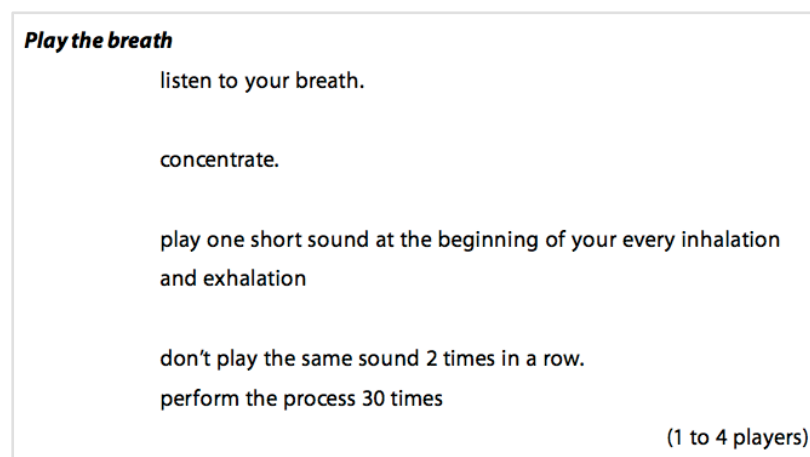 Play the breath
listen to your breath.
concentrate.
play one short sound at the beginning of your every inhalation
and exhalation
don't play the same sound 2 times in a row.
perform the process 30 times
(1 to 4 players)